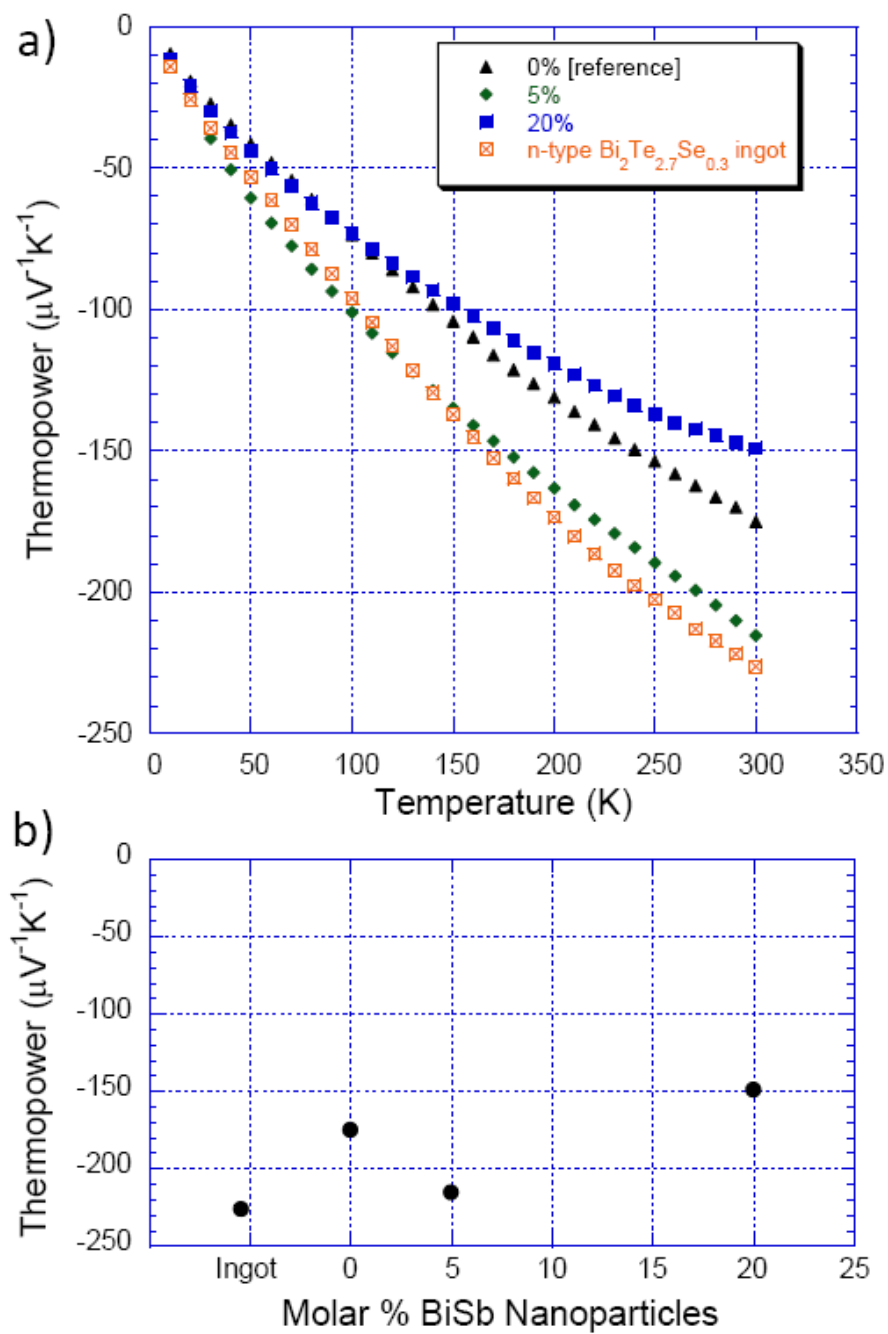 a)
0
-50
-100
-150
-200
-250
Thermopower (μV⁻¹K⁻¹)
0% [reference]
5%
20%
n-type Bi₂Te₂.₇Se₀.₃ ingot
0 50 100 150 200 250 300 350
Temperature (K)
b)
0
-50
-100
-150
-200
-250
Thermopower (μV⁻¹K⁻¹)
Ingot 0 5 10 15 20 25
Molar % BiSb Nanoparticles